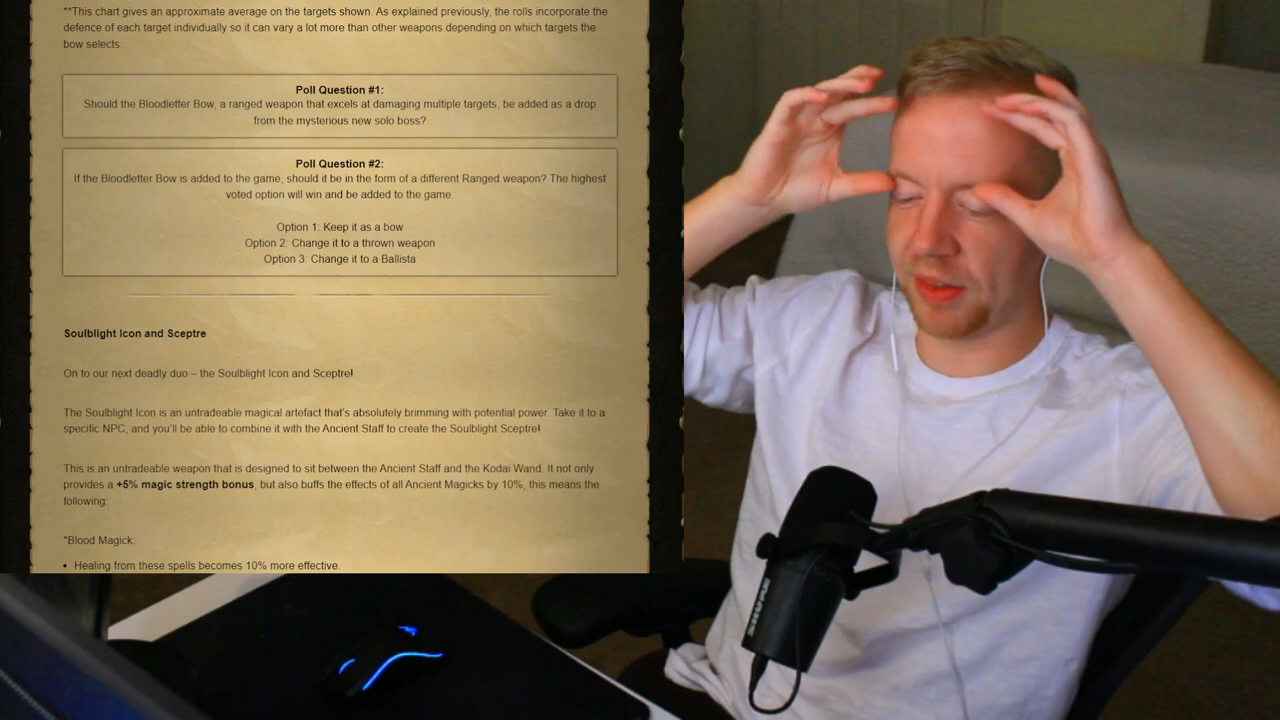 **This chart gives an approximate average on the targets shown. As explained previously, the rolls incorporate the
defence of each target individually so it can vary a lot more than other weapons depending on which targets the
bow selects.
Poll Question #1:
Should the Bloodletter Bow, a ranged weapon that excels at damaging multiple targets, be added as a drop
from the mysterious new solo boss?
Poll Question #2:
If the Bloodletter Bow is added to the game, should it be in the form of a different Ranged weapon? The highest
voted option will win and be added to the game.
Option 1: Keep it as a bow
Option 2: Change it to a thrown weapon
Option 3: Change it to a Ballista
Soulblight Icon and Sceptre
On to our next deadly duo – the Soulblight Icon and Sceptre!
The Soulblight Icon is an untradeable magical artefact that's absolutely brimming with potential power. Take it to a
specific NPC, and you'll be able to combine it with the Ancient Staff to create the Soulblight Sceptre!
This is an untradeable weapon that is designed to sit between the Ancient Staff and the Kodai Wand. It not only
provides a +5% magic strength bonus, but also buffs the effects of all Ancient Magicks by 10%, this means the
following:
*Blood Magick:
• Healing from these spells becomes 10% more effective.
SHURE